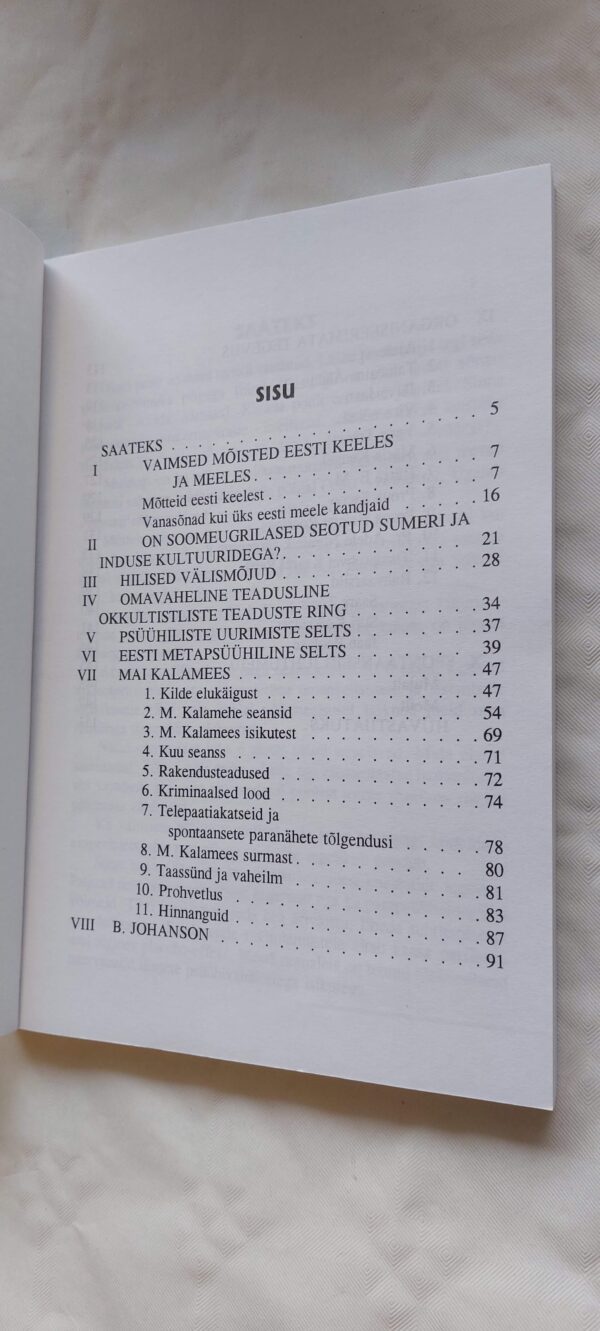 SISU
SAATEKS . . . . . . . . . . . . . . . . . . . . 5
I VAIMSED MÕISTED EESTI KEELES
JA MEELES . . . . . . . . . . . . . . . 7
Mõtteid eesti keelest . . . . . . . . . . . . . . 7
Vanasõnad kui üks eesti meele kandjaid . . . . 16
II ON SOOMEUGRILASED SEOTUD SUMERI JA
INDUSE KULTUURIDEGA? . . . . . . . . . . . . 21
III HILISED VÄLISMÕJUD . . . . . . . . . . . . 28
IV OMAVAHELINE TEADUSLINE
OKKULTISTLISTE TEADUSTE RING . . . . . . . . 34
V PSÜÜHILISTE UURIMISTE SELTS . . . . . . . . 37
VI EESTI METAPSÜÜHILINE SELTS . . . . . . . . 39
VII MAI KALAMEES . . . . . . . . . . . . . . . 47
1. Kilde elukäigust . . . . . . . . . . . . . 47
2. M. Kalamehe seansid . . . . . . . . . . . 54
3. M. Kalamees isikutest . . . . . . . . . . 69
4. Kuu seanss . . . . . . . . . . . . . . . 71
5. Rakendusteadused . . . . . . . . . . . . 72
6. Kriminaalsed lood . . . . . . . . . . . . 74
7. Telepaatiakatseid ja
spontaansete paranähete tõlgendusi . . . . . 78
8. M. Kalamees surmast . . . . . . . . . . . 80
9. Taassünd ja vaheilm . . . . . . . . . . . 81
10. Prohvetlus . . . . . . . . . . . . . . . 83
11. Hinnanguid . . . . . . . . . . . . . . . 87
VIII B. JOHANSON . . . . . . . . . . . . . . . 91